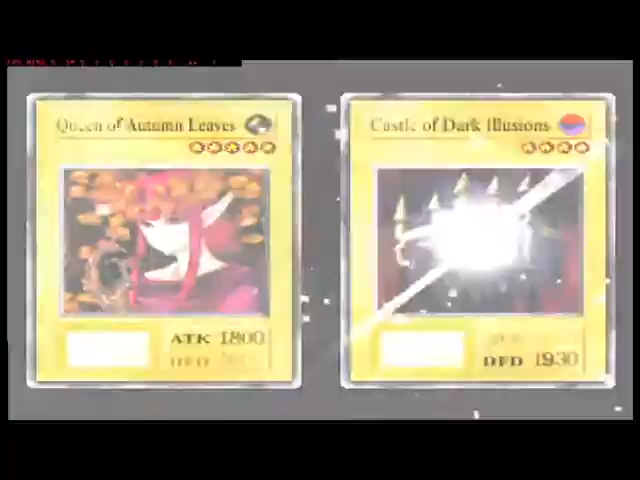 Queen of Autumn Leaves
Castle of Dark Illusions
ATK 1800
DFD 1930